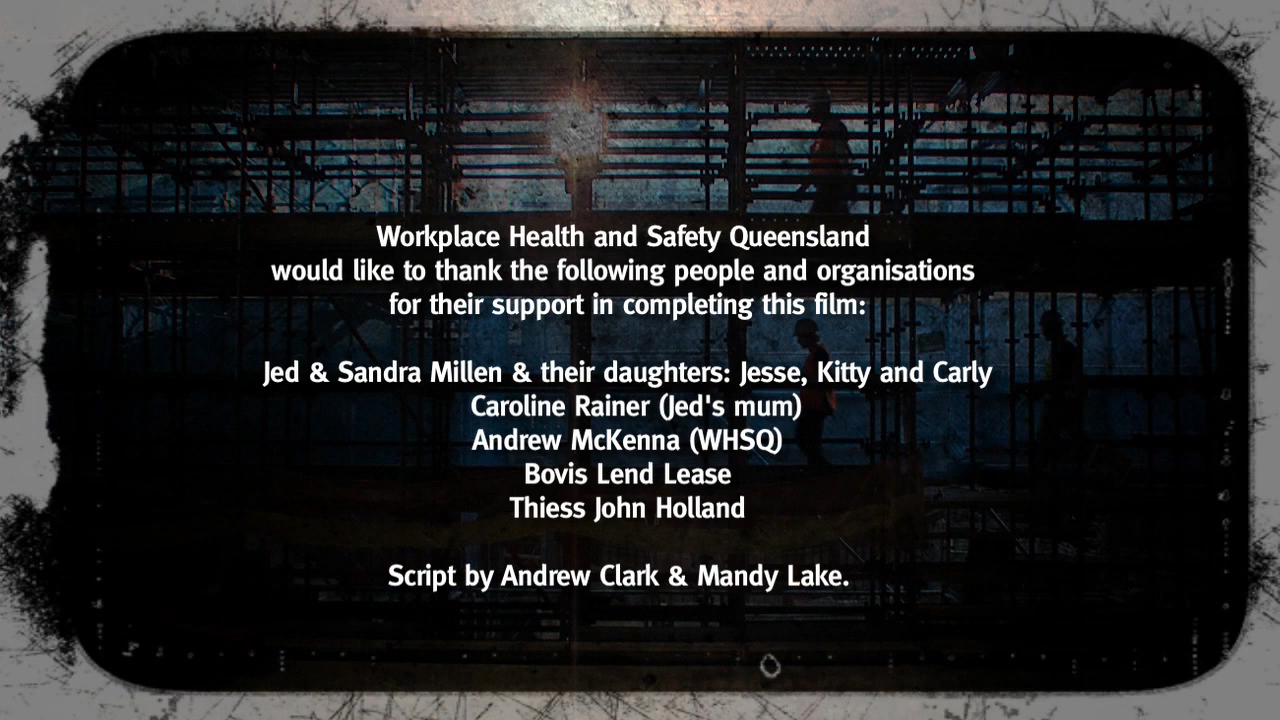 Workplace Health and Safety Queensland
would like to thank the following people and organisations
for their support in completing this film:
Jed & Sandra Millen & their daughters: Jesse, Kitty and Carly
Caroline Rainer (Jed's mum)
Andrew McKenna (WHSQ)
Bovis Lend Lease
Thiess John Holland
Script by Andrew Clark & Mandy Lake.